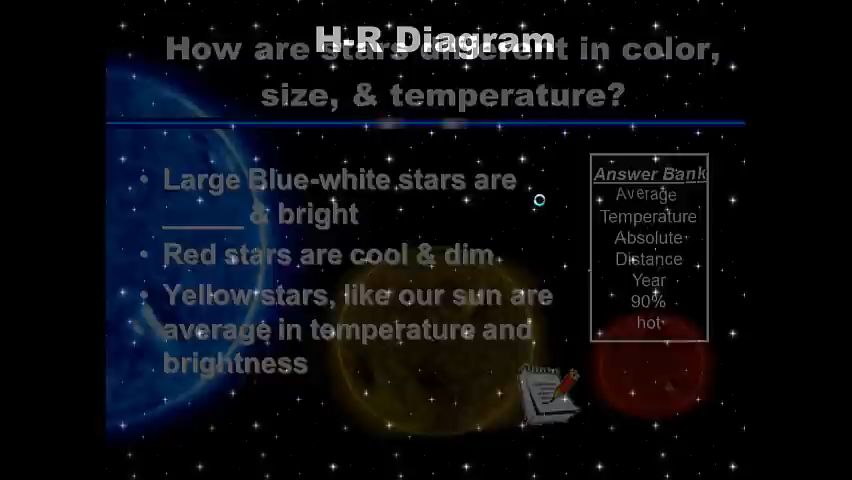 H-R Diagram
How are stars different in color,
size, & temperature?
• Large Blue-white stars are
______ & bright
• Red stars are cool & dim
• Yellow stars, like our sun are
average in temperature and
brightness
Answer Bank
Average
Temperature
Absolute
Distance
Year
90%
hot